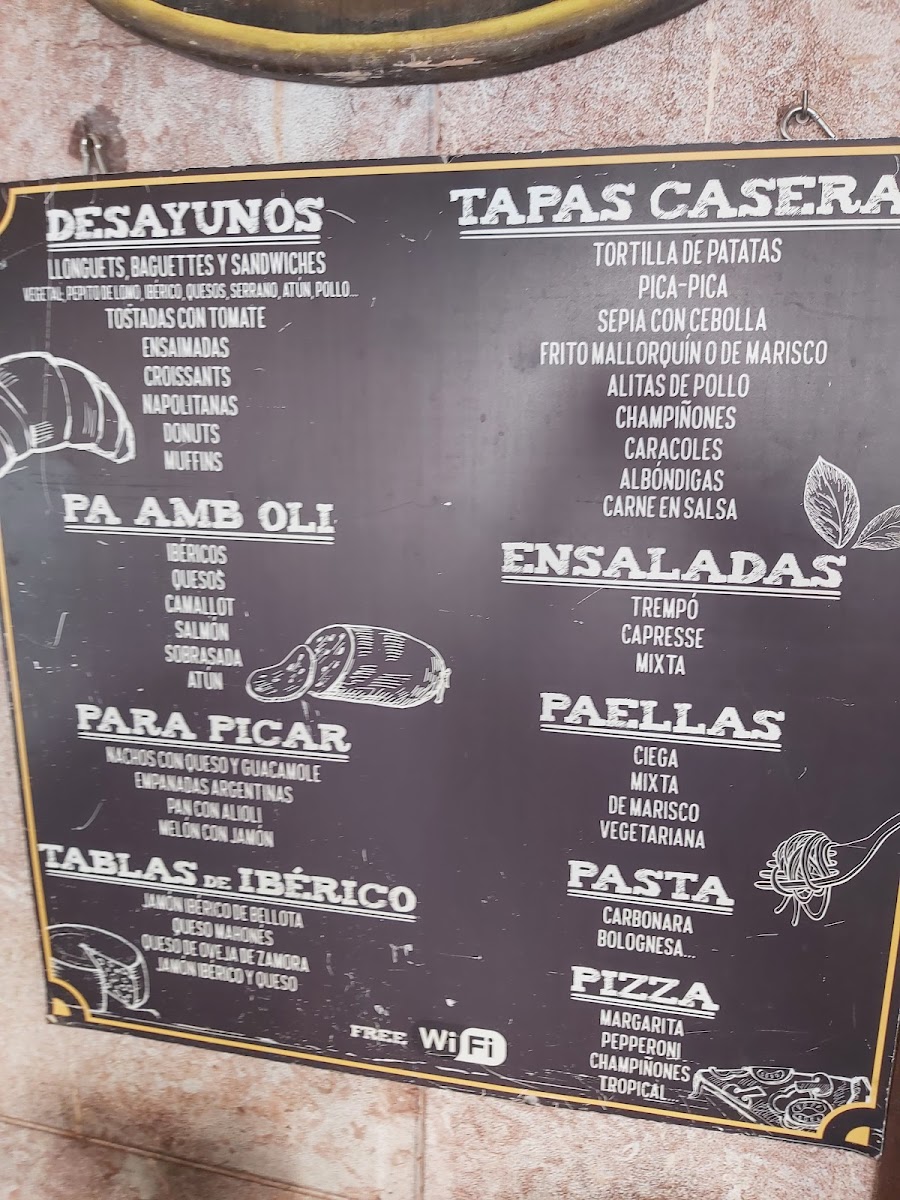 DESAYUNOS
LLONGUETS, BAGUETTES Y SANDWICHES
VEGETAL, PEPITO DE LOMO, IBÉRICO, QUESOS, SERRANO, ATÚN, POLLO...
TOSTADAS CON TOMATE
ENSAIMADAS
CROISSANTS
NAPOLITANAS
DONUTS
MUFFINS
PA AMB OLI
IBÉRICOS
QUESOS
CAMALLOT
SALMÓN
SOBRASADA
ATÚN
PARA PICAR
NACHOS CON QUESO Y GUACAMOLE
EMPANADAS ARGENTINAS
PAN CON ALIOLI
MELÓN CON JAMÓN
TABLAS DE IBÉRICO
JAMÓN IBÉRICO DE BELLOTA
QUESO MAHONÉS
QUESO DE OVEJA DE ZAMORA
JAMÓN IBÉRICO Y QUESO
TAPAS CASERA
TORTILLA DE PATATAS
PICA-PICA
SEPIA CON CEBOLLA
FRITO MALLORQUÍN O DE MARISCO
ALITAS DE POLLO
CHAMPIÑONES
CARACOLES
ALBÓNDIGAS
CARNE EN SALSA
ENSALADAS
TREMPÓ
CAPRESSE
MIXTA
PAELLAS
CIEGA
MIXTA
DE MARISCO
VEGETARIANA
PASTA
CARBONARA
BOLOGNESA...
PIZZA
MARGARITA
PEPPERONI
CHAMPIÑONES
TROPICAL...
FREE WiFi